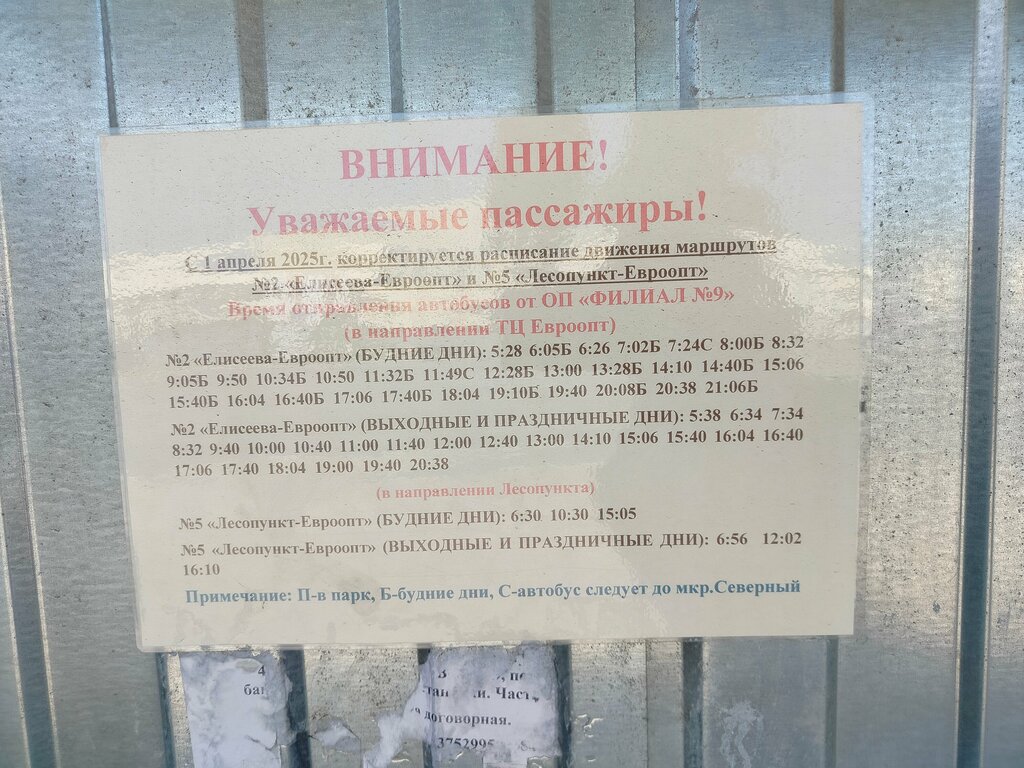 ВНИМАНИЕ!
Уважаемые пассажиры!
С 1 апреля 2025г. корректируется расписание движения маршрутов
№2 «Елисеева-Евроопт» и №5 «Лесопункт-Евроопт»
Время отправления автобусов от ОП «ФИЛИАЛ №9»
(в направлении ТЦ Евроопт)
№2 «Елисеева-Евроопт» (БУДНИЕ ДНИ): 5:28 6:05Б 6:26 7:02Б 7:24С 8:00Б 8:32
9:05Б 9:50 10:34Б 10:50 11:32Б 11:49С 12:28Б 13:00 13:28Б 14:10 14:40Б 15:06
15:40Б 16:04 16:40Б 17:06 17:40Б 18:04 19:10Б 19:40 20:08Б 20:38 21:06Б
№2 «Елисеева-Евроопт» (ВЫХОДНЫЕ И ПРАЗДНИЧНЫЕ ДНИ): 5:38 6:34 7:34
8:32 9:40 10:00 10:40 11:00 11:40 12:00 12:40 13:00 14:10 15:06 15:40 16:04 16:40
17:06 17:40 18:04 19:00 19:40 20:38
(в направлении Лесопункта)
№5 «Лесопункт-Евроопт» (БУДНИЕ ДНИ): 6:30 10:30 15:05
№5 «Лесопункт-Евроопт» (ВЫХОДНЫЕ И ПРАЗДНИЧНЫЕ ДНИ): 6:56 12:02
16:10
Примечание: П-в парк, Б-будние дни, С-автобус следует до мкр.Северный
договорная.